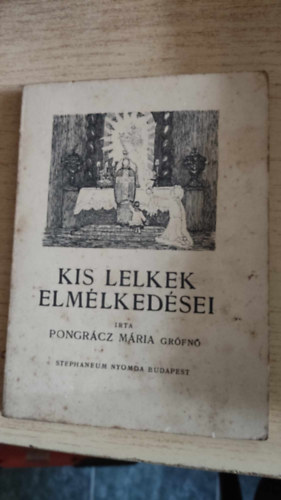 KIS LELKEK
ELMÉLKEDÉSEI
IRTA
PONGRÁCZ MÁRIA GRÓFNŐ
STEPHANEUM NYOMDA BUDAPEST